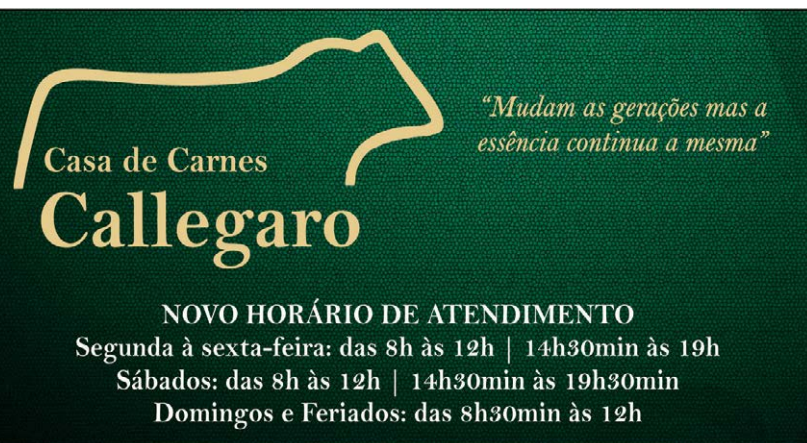 Casa de Carnes
Callegaro
“Mudam as gerações mas a
essência continua a mesma”
NOVO HORÁRIO DE ATENDIMENTO
Segunda à sexta-feira: das 8h às 12h | 14h30min às 19h
Sábados: das 8h às 12h | 14h30min às 19h30min
Domingos e Feriados: das 8h30min às 12h